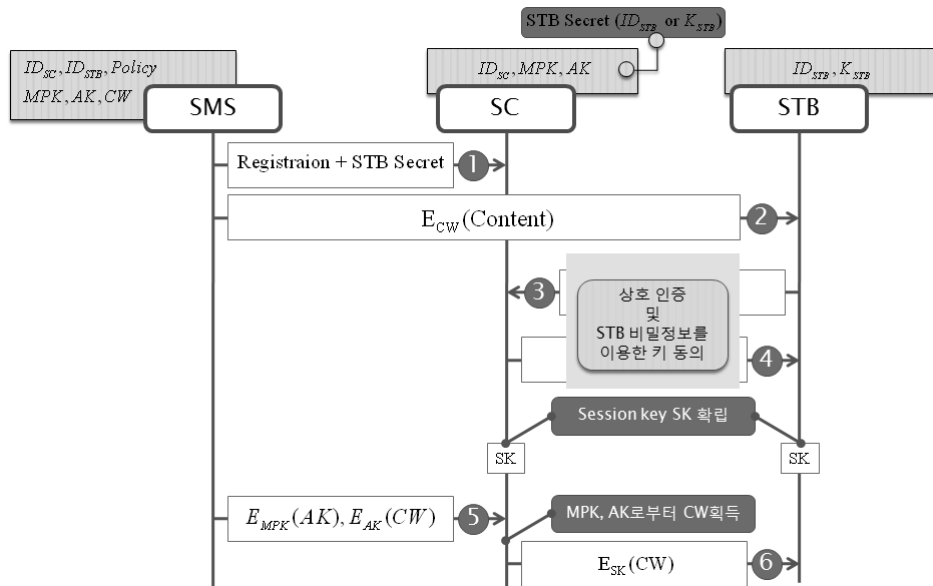 STB Secret (ID_STB or K_STB)
ID_SC, ID_STB, Policy
MPK, AK, CW
ID_SC, MPK, AK
ID_STB, K_STB
SMS
SC
STB
Registraion + STB Secret
1
E_CW(Content)
2
3
상호 인증
및
STB 비밀정보를
이용한 키 동의
4
Session key SK 확립
SK
SK
E_MPK(AK), E_AK(CW)
5
MPK, AK로부터 CW획득
E_SK(CW)
6